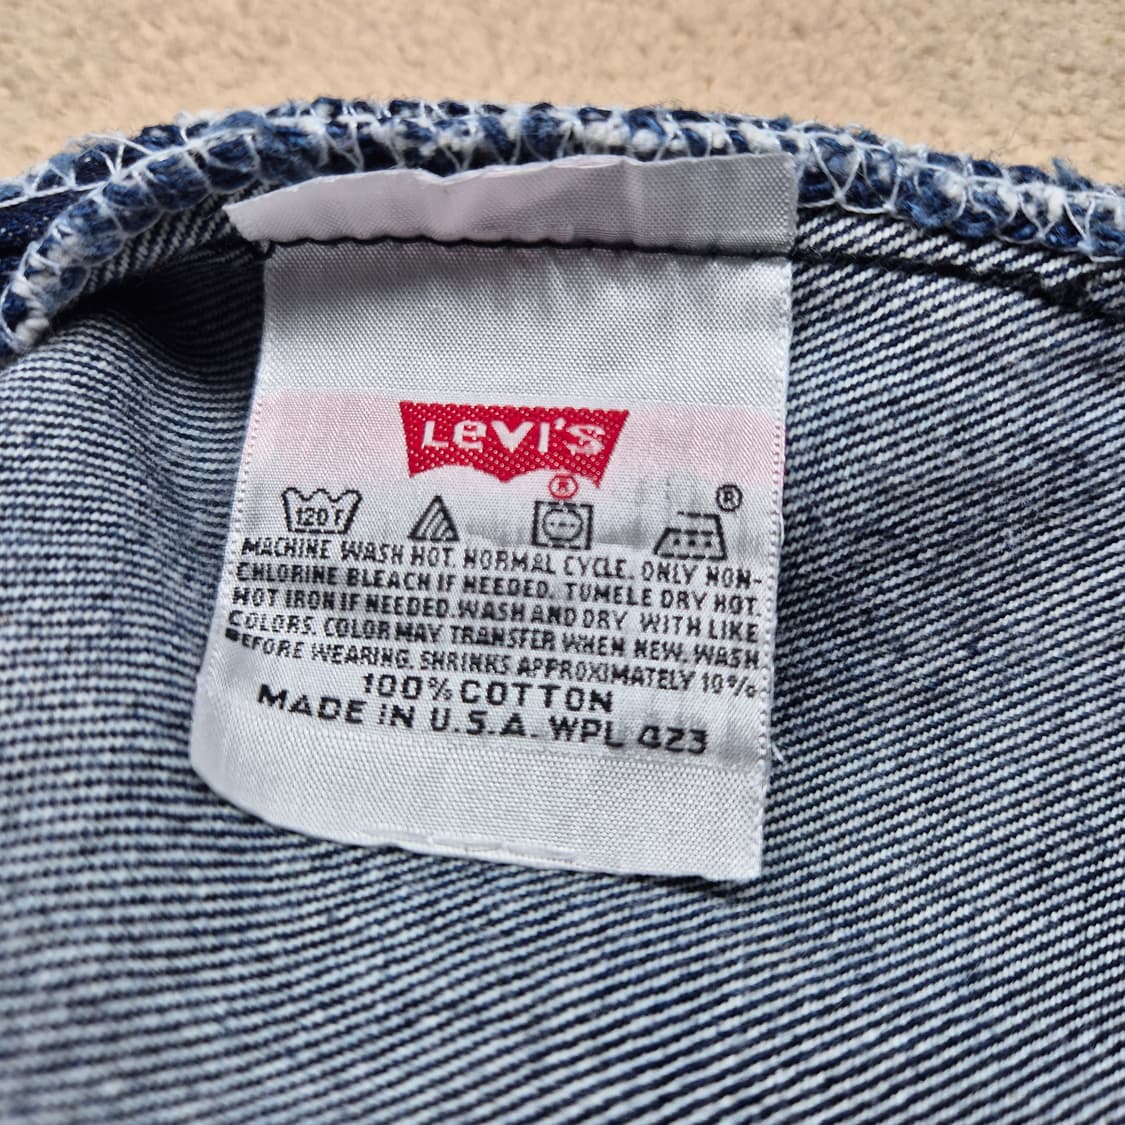 Levi's
®
®
120 F
MACHINE WASH HOT, NORMAL CYCLE. ONLY NON-
CHLORINE BLEACH IF NEEDED. TUMBLE DRY HOT.
HOT IRON IF NEEDED. WASH AND DRY WITH LIKE
COLORS. COLOR MAY TRANSFER WHEN NEW. WASH
BEFORE WEARING. SHRINKS APPROXIMATELY 10%.
100% COTTON
MADE IN U.S.A. WPL 423